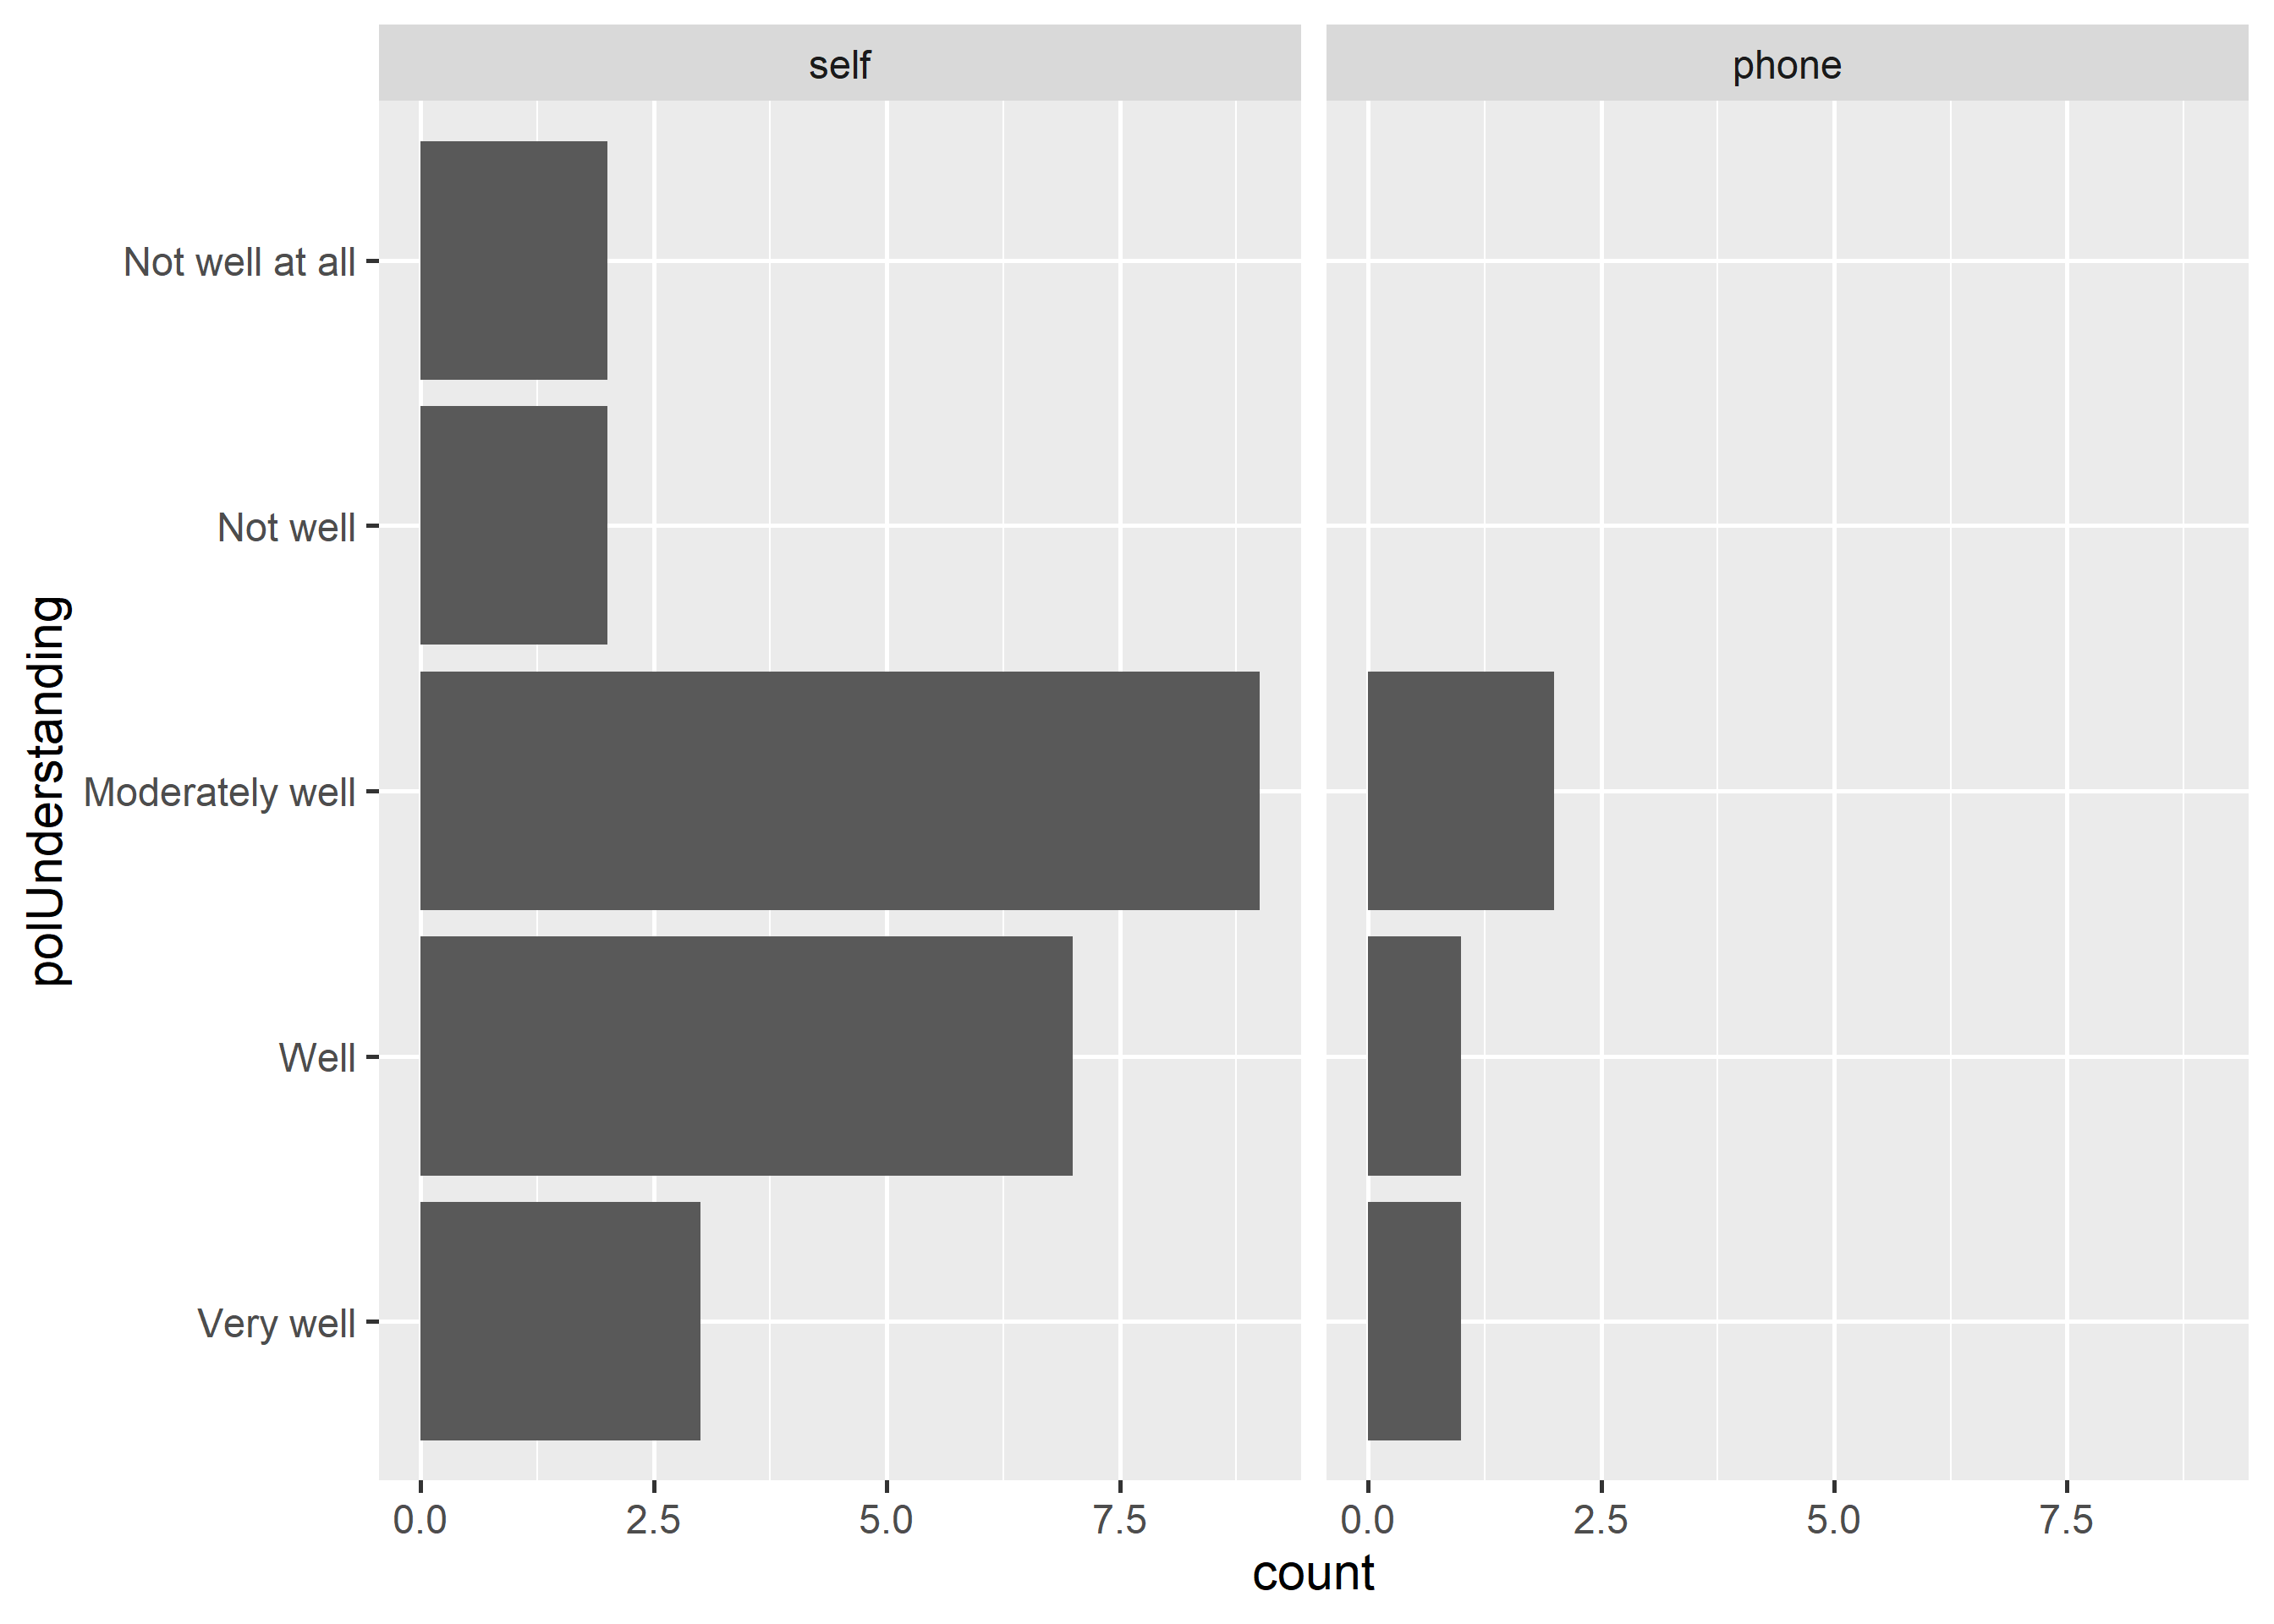 self
phone
Not well at all
Not well
Moderately well
Well
Very well
polUnderstanding
0.0 2.5 5.0 7.5
0.0 2.5 5.0 7.5
count